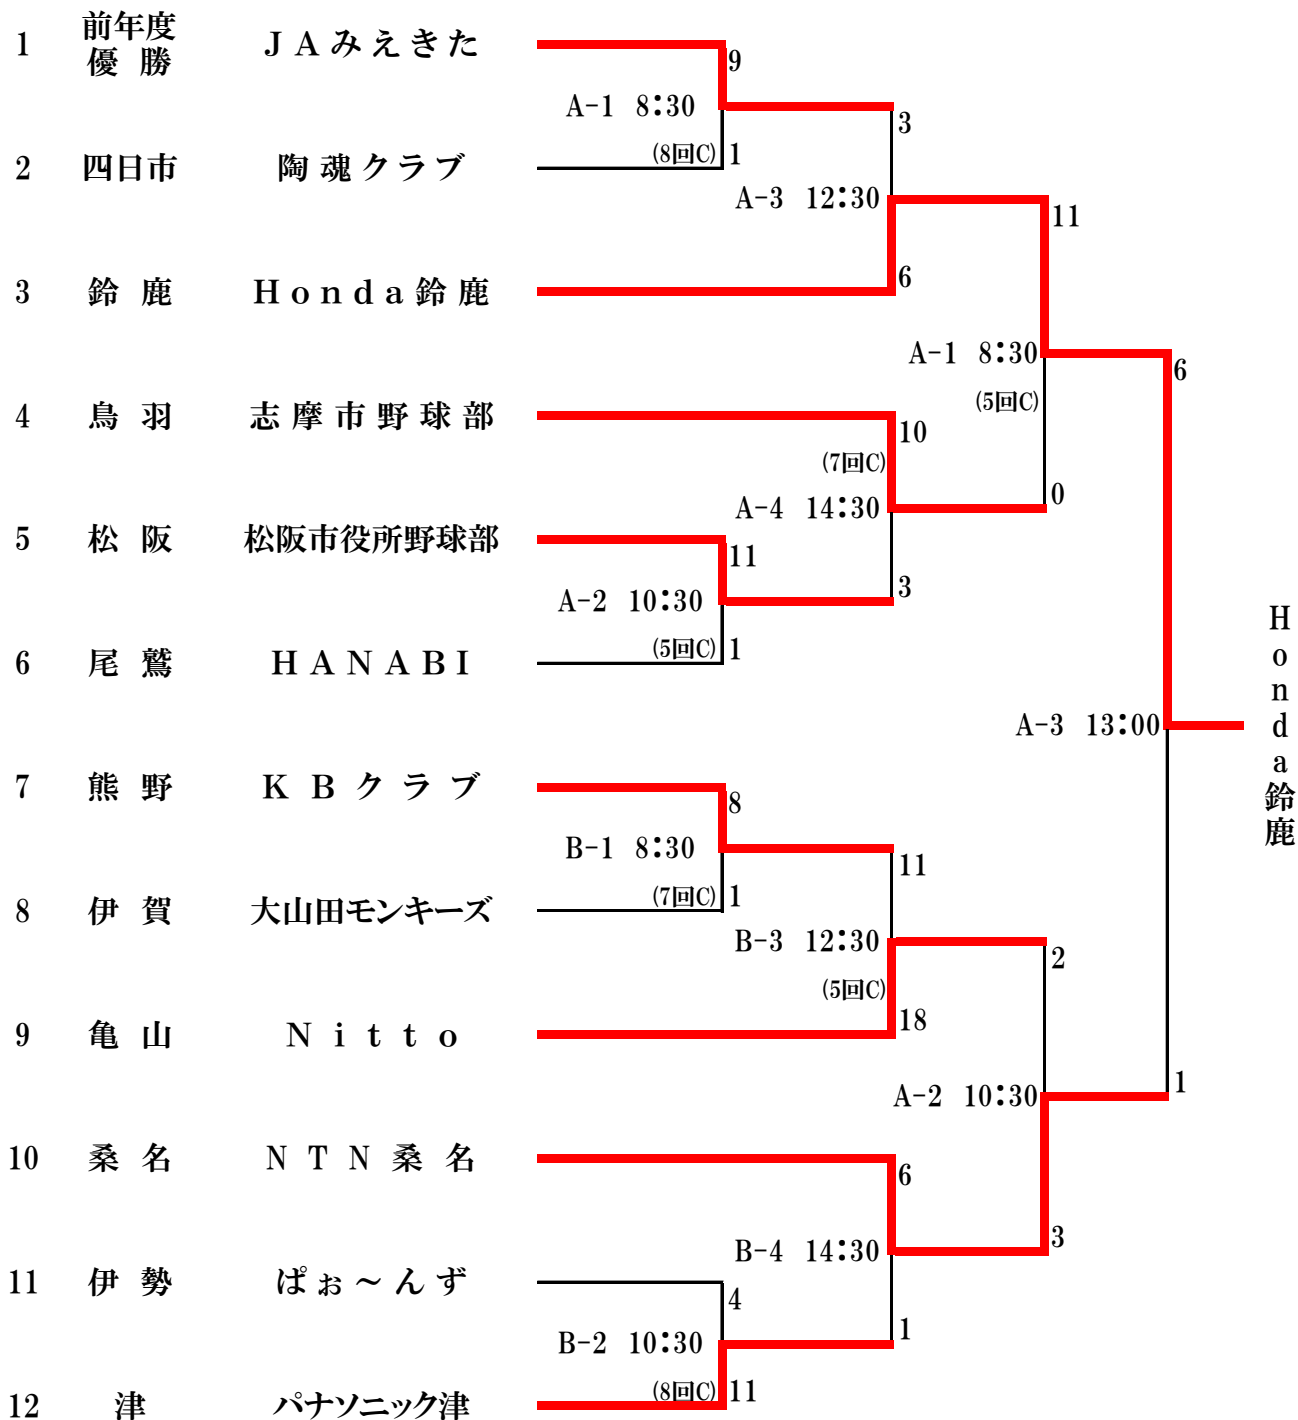 1 前年度優勝 JAみえきた
9
A-1 8:30
3
(8回C) 1
2 四日市 陶魂クラブ
A-3 12:30
11
3 鈴鹿 Honda鈴鹿
6
A-1 8:30
6
(5回C)
4 鳥羽 志摩市野球部
10
(7回C)
0
A-4 14:30
5 松阪 松阪市役所野球部
11
3
A-2 10:30
(5回C) 1
6 尾鷲 HANABI
Honda鈴鹿
A-3 13:00
7 熊野 KBクラブ
8
B-1 8:30
11
(7回C) 1
8 伊賀 大山田モンキーズ
B-3 12:30
2
(5回C)
18
9 亀山 Nitto
1
A-2 10:30
10 桑名 NTN桑名
6
3
B-4 14:30
11 伊勢 ぱぉ～んず
4
1
B-2 10:30
(8回C) 11
12 津 パナソニック津